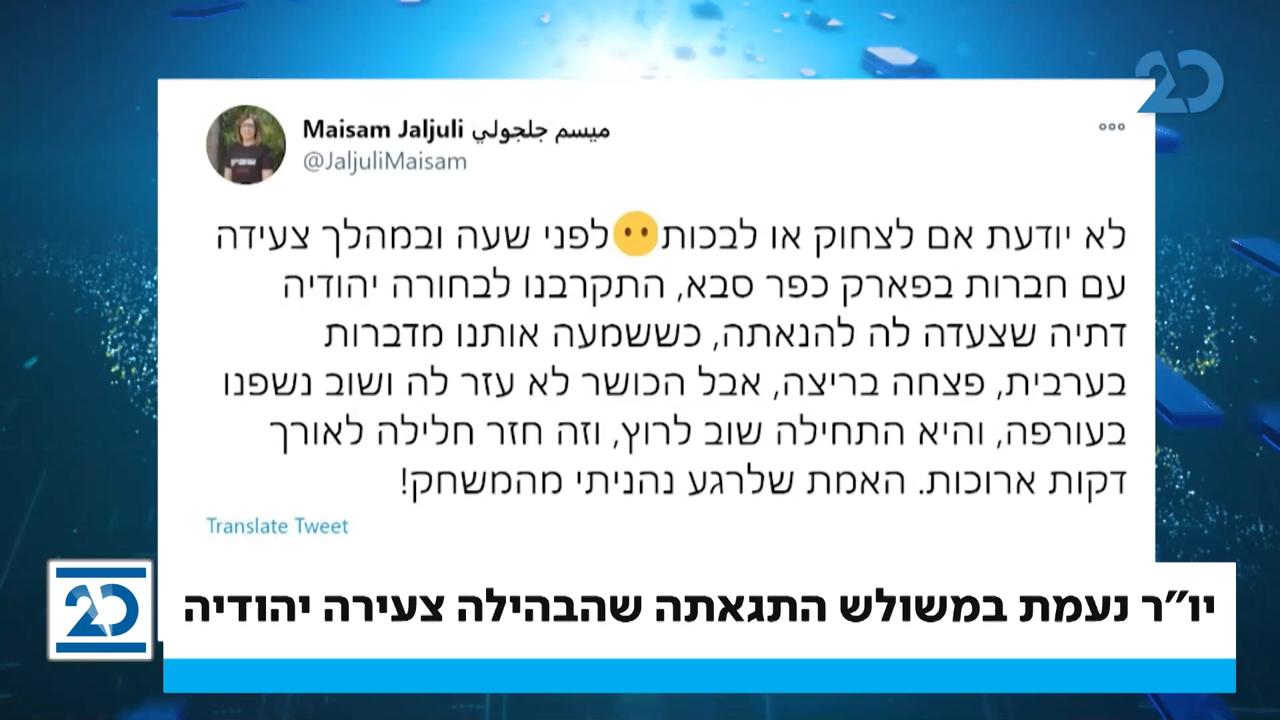 20
Maisam Jaljuli ميسم جلجولي
@JaljuliMaisam
לא יודעת אם לצחוק או לבכות😶לפני שעה ובמהלך צעידה
עם חברות בפארק כפר סבא, התקרבנו לבחורה יהודיה
דתיה שצעדה לה להנאתה, כששמעה אותנו מדברות
בערבית, פצחה בריצה, אבל הכושר לא עזר לה ושוב נשפנו
בעורפה, והיא התחילה שוב לרוץ, וזה חזר חלילה לאורך
דקות ארוכות. האמת שלרגע נהניתי מהמשחק!
Translate Tweet
20
יו"ר נעמת במשולש התגאתה שהבהילה צעירה יהודיה